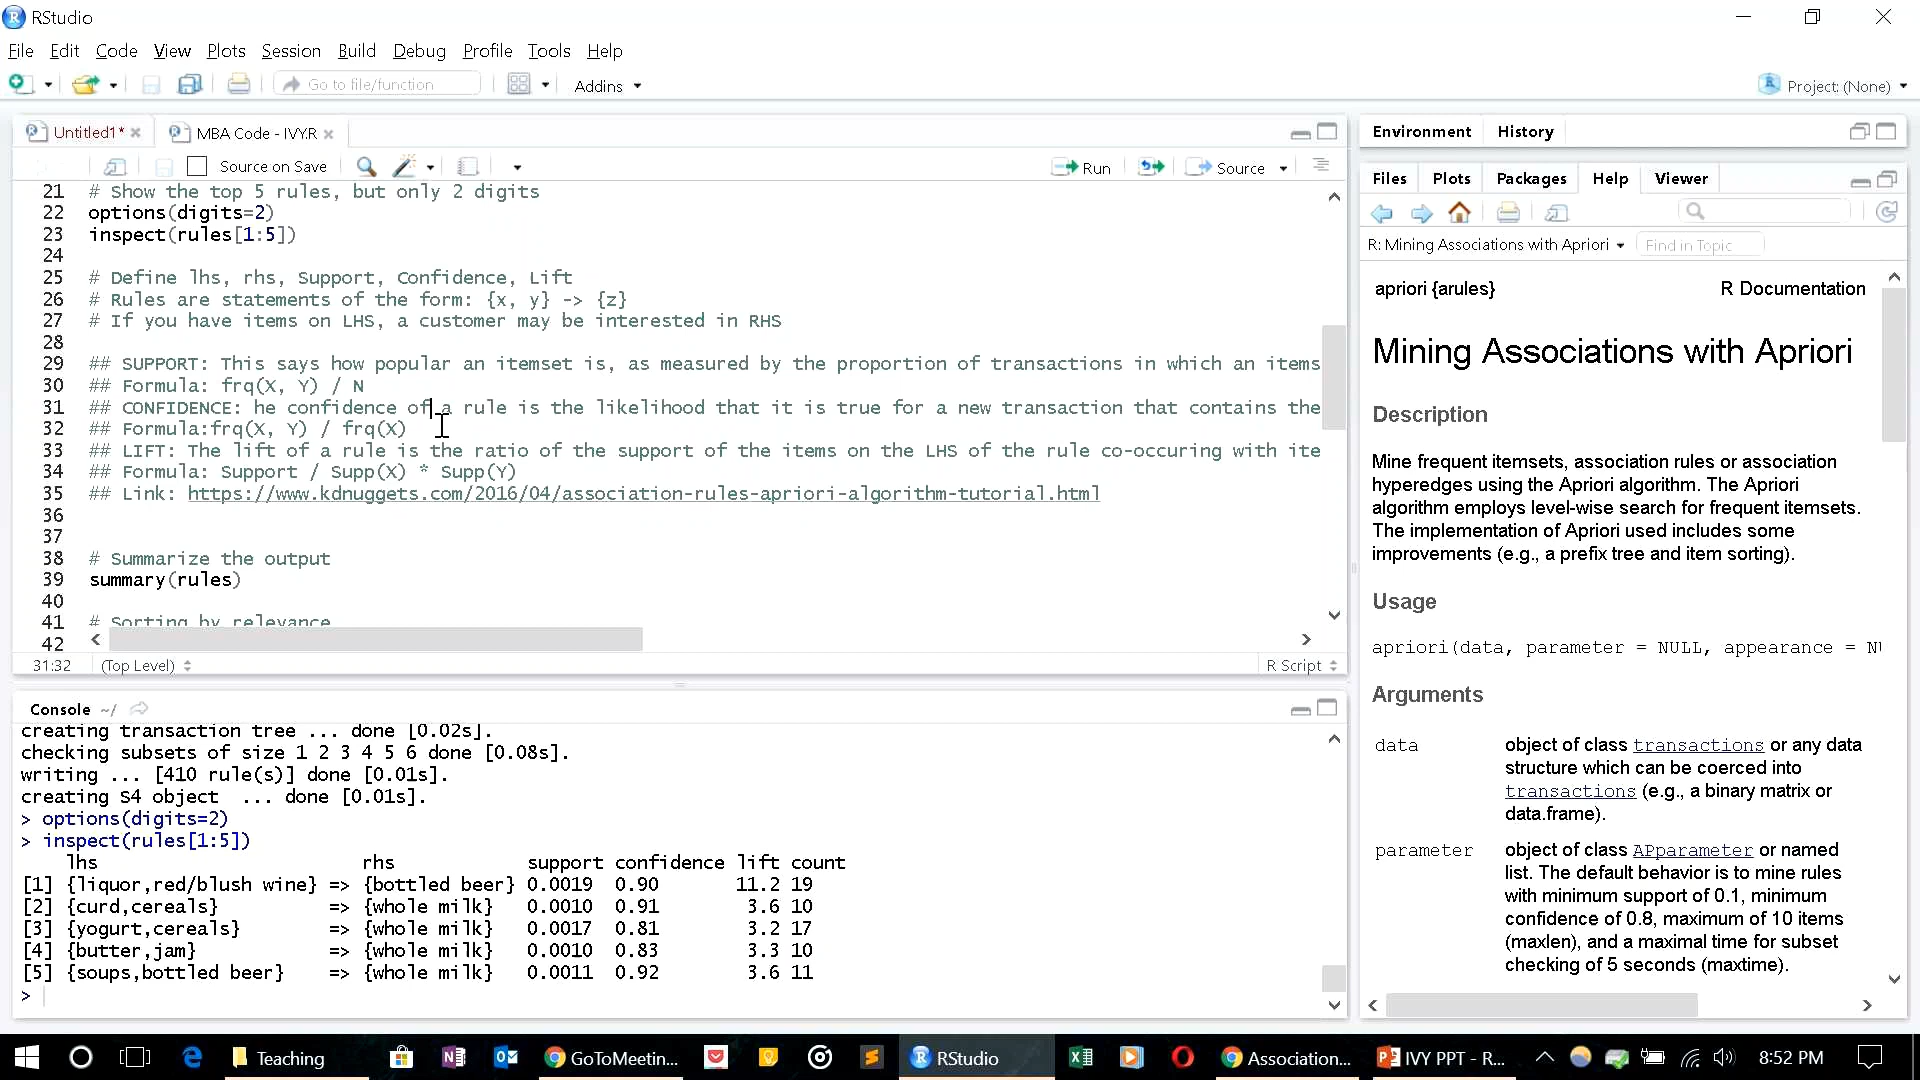 RStudio
File Edit Code View Plots Session Build Debug Profile Tools Help
Go to file/function Addins Project: (None)
Untitled1* MBA Code - IVY.R
Source on Save Run Source
21 # Show the top 5 rules, but only 2 digits
22 options(digits=2)
23 inspect(rules[1:5])
24
25 # Define lhs, rhs, Support, Confidence, Lift
26 # Rules are statements of the form: {x, y} -> {z}
27 # If you have items on LHS, a customer may be interested in RHS
28
29 ## SUPPORT: This says how popular an itemset is, as measured by the proportion of transactions in which an items
30 ## Formula: frq(X, Y) / N
31 ## CONFIDENCE: he confidence of a rule is the likelihood that it is true for a new transaction that contains the
32 ## Formula:frq(X, Y) / frq(X)
33 ## LIFT: The lift of a rule is the ratio of the support of the items on the LHS of the rule co-occuring with ite
34 ## Formula: Support / Supp(X) * Supp(Y)
35 ## Link: https://www.kdnuggets.com/2016/04/association-rules-apriori-algorithm-tutorial.html
36
37
38 # Summarize the output
39 summary(rules)
40
41 # Sorting by relevance
42
31:32 (Top Level) R Script
Console ~/
creating transaction tree ... done [0.02s].
checking subsets of size 1 2 3 4 5 6 done [0.08s].
writing ... [410 rule(s)] done [0.01s].
creating S4 object  ... done [0.01s].
> options(digits=2)
> inspect(rules[1:5])
lhs rhs support confidence lift count
[1] {liquor,red/blush wine} => {bottled beer} 0.0019 0.90 11.2 19
[2] {curd,cereals} => {whole milk} 0.0010 0.91 3.6 10
[3] {yogurt,cereals} => {whole milk} 0.0017 0.81 3.2 17
[4] {butter,jam} => {whole milk} 0.0010 0.83 3.3 10
[5] {soups,bottled beer} => {whole milk} 0.0011 0.92 3.6 11
>
Environment History
Files Plots Packages Help Viewer
R: Mining Associations with Apriori Find in Topic
apriori {arules} R Documentation
Mining Associations with Apriori
Description
Mine frequent itemsets, association rules or association
hyperedges using the Apriori algorithm. The Apriori
algorithm employs level-wise search for frequent itemsets.
The implementation of Apriori used includes some
improvements (e.g., a prefix tree and item sorting).
Usage
apriori(data, parameter = NULL, appearance = NU
Arguments
data object of class transactions or any data
structure which can be coerced into
transactions (e.g., a binary matrix or
data.frame).
parameter object of class APparameter or named
list. The default behavior is to mine rules
with minimum support of 0.1, minimum
confidence of 0.8, maximum of 10 items
(maxlen), and a maximal time for subset
checking of 5 seconds (maxtime).
Teaching GoToMeetin... RStudio Association... IVY PPT - R... 8:52 PM